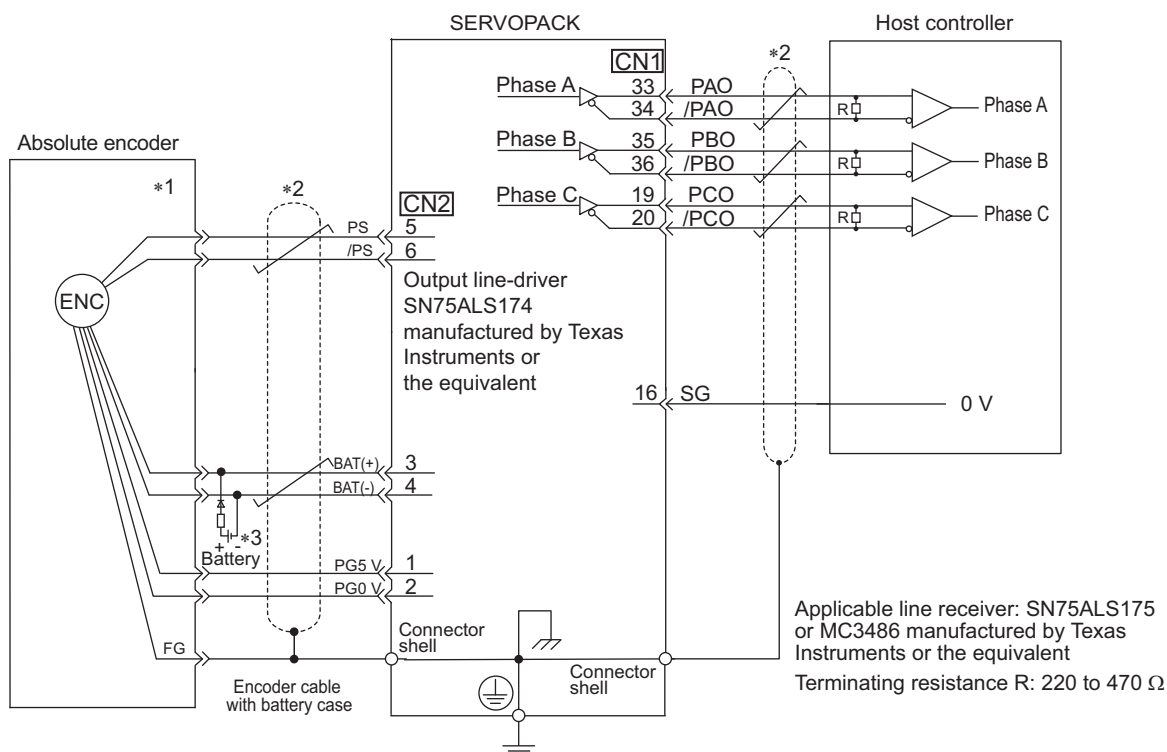 SERVOPACK
Host controller
Absolute encoder
*1
*2
ENC
PS
/PS
BAT(+)
BAT(-)
*3
+ -
Battery
PG5 V
PG0 V
FG
Encoder cable
with battery case
CN2
5
6
3
4
1
2
Output line-driver
SN75ALS174
manufactured by Texas
Instruments or
the equivalent
Connector
shell
Connector
shell
CN1
Phase A
33 PAO
34 /PAO
Phase B
35 PBO
36 /PBO
Phase C
19 PCO
20 /PCO
16 SG
*2
R
R
R
Phase A
Phase B
Phase C
0 V
Applicable line receiver: SN75ALS175
or MC3486 manufactured by Texas
Instruments or the equivalent
Terminating resistance R: 220 to 470 Ω